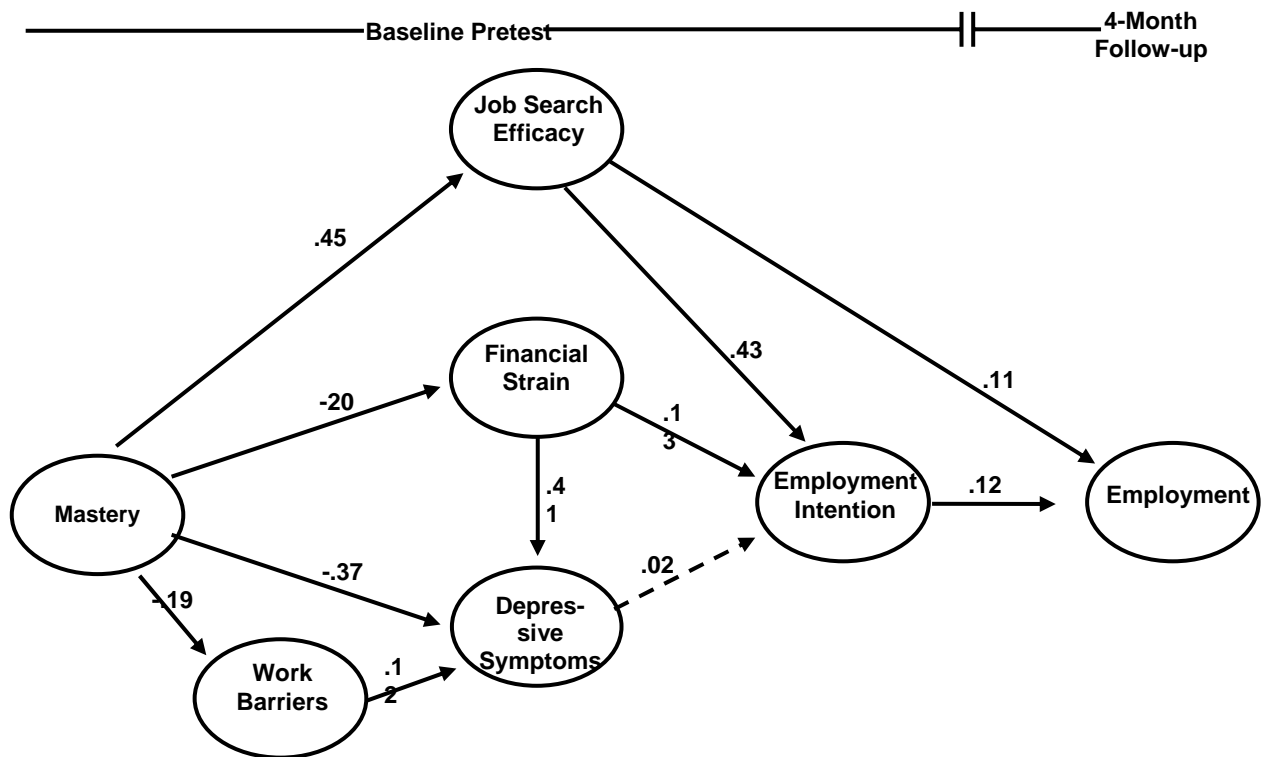 Baseline Pretest
4-Month
Follow-up
Job Search
Efficacy
.45
Financial
Strain
.43
.11
-20
.1
3
Employment
Intention
.12
Employment
Mastery
.4
1
-.37
.02
-.19
Depres-
sive
Symptoms
Work
Barriers
.1
2